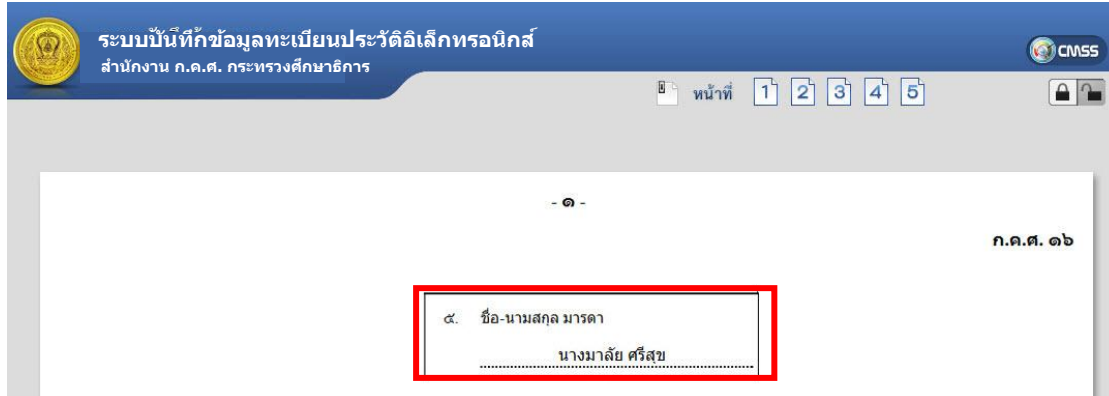 ระบบบันทึกข้อมูลทะเบียนประวัติอิเล็กทรอนิกส์
สำนักงาน ก.ค.ศ. กระทรวงศึกษาธิการ
CMSS
หน้าที่ 1 2 3 4 5
- ๑ -
ก.ค.ศ. ๑๖
๕. ชื่อ-นามสกุล มารดา
นางมาลัย ศรีสุข